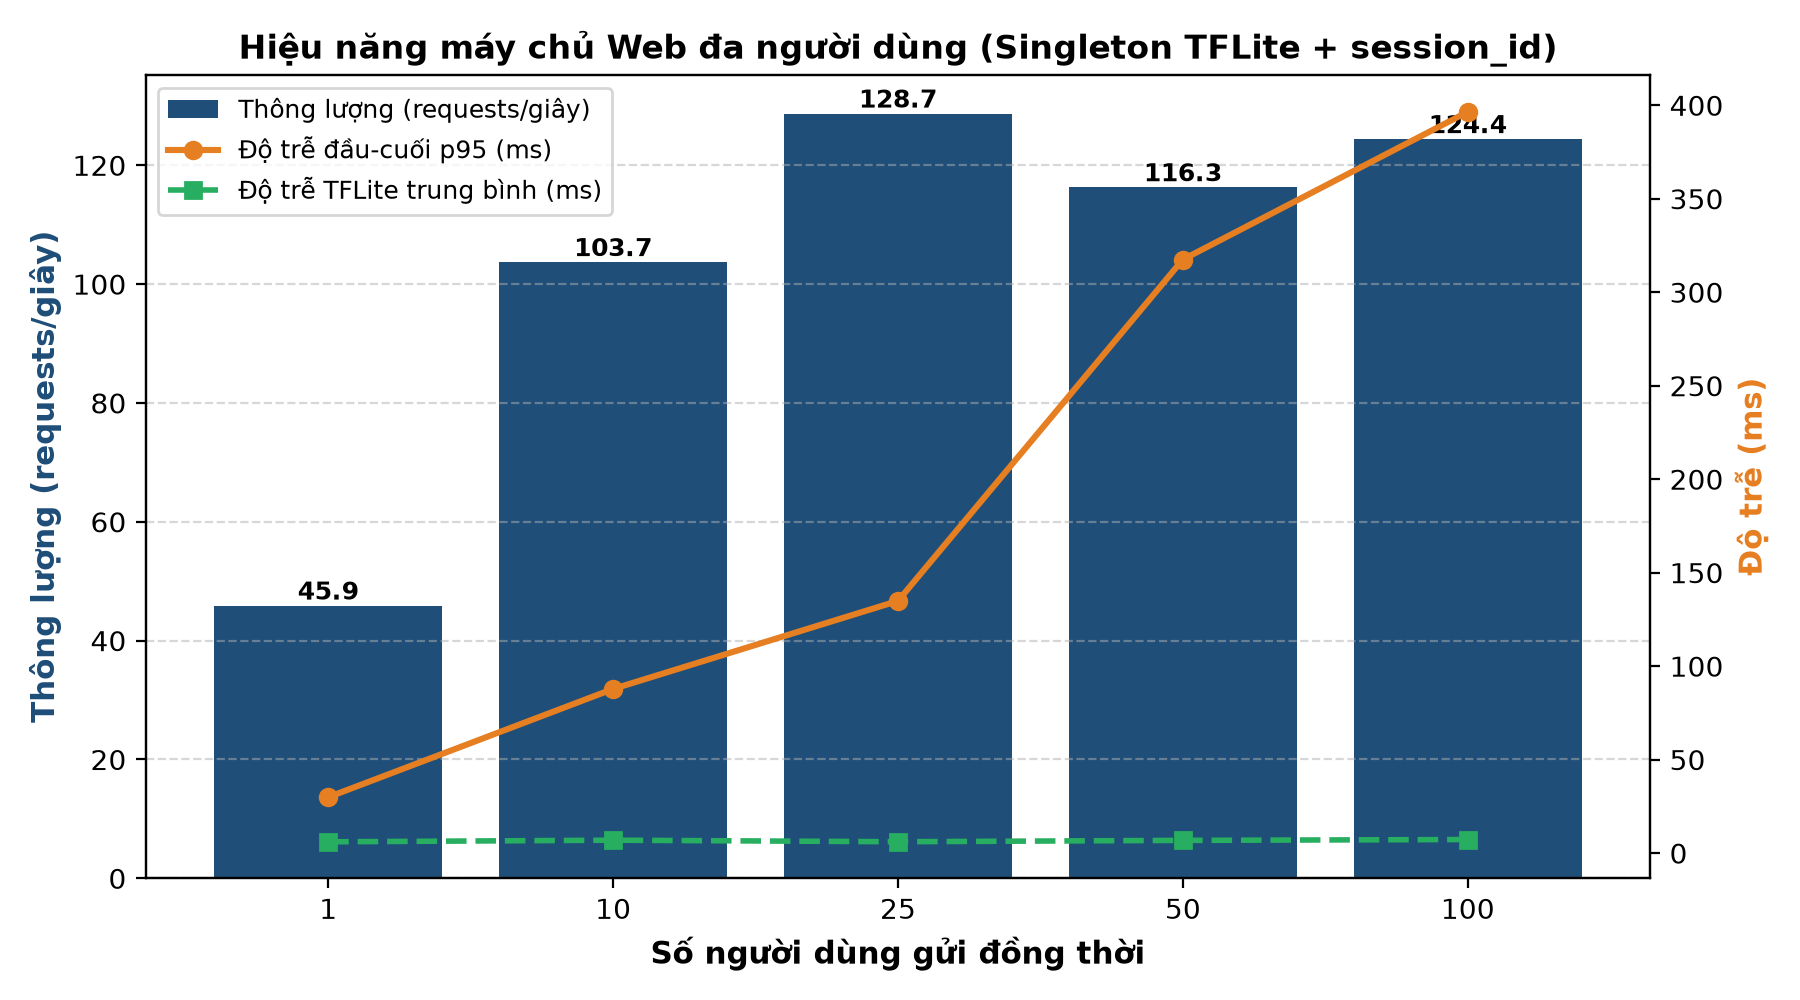 Hiệu năng máy chủ Web đa người dùng (Singleton TFLite + session_id)
Thông lượng (requests/giây)
Độ trễ đầu-cuối p95 (ms)
Độ trễ TFLite trung bình (ms)
45.9
103.7
128.7
116.3
124.4
Thông lượng (requests/giây)
120
100
80
60
40
20
0
400
350
300
250
200
150
100
50
0
Độ trễ (ms)
1 10 25 50 100
Số người dùng gửi đồng thời